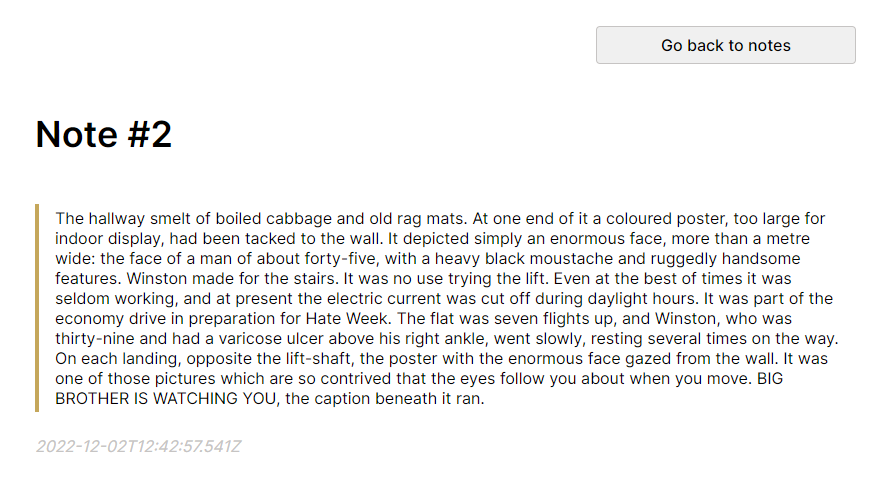 Go back to notes
Note #2
The hallway smelt of boiled cabbage and old rag mats. At one end of it a coloured poster, too large for
indoor display, had been tacked to the wall. It depicted simply an enormous face, more than a metre
wide: the face of a man of about forty-five, with a heavy black moustache and ruggedly handsome
features. Winston made for the stairs. It was no use trying the lift. Even at the best of times it was
seldom working, and at present the electric current was cut off during daylight hours. It was part of the
economy drive in preparation for Hate Week. The flat was seven flights up, and Winston, who was
thirty-nine and had a varicose ulcer above his right ankle, went slowly, resting several times on the way.
On each landing, opposite the lift-shaft, the poster with the enormous face gazed from the wall. It was
one of those pictures which are so contrived that the eyes follow you about when you move. BIG
BROTHER IS WATCHING YOU, the caption beneath it ran.
2022-12-02T12:42:57.541Z